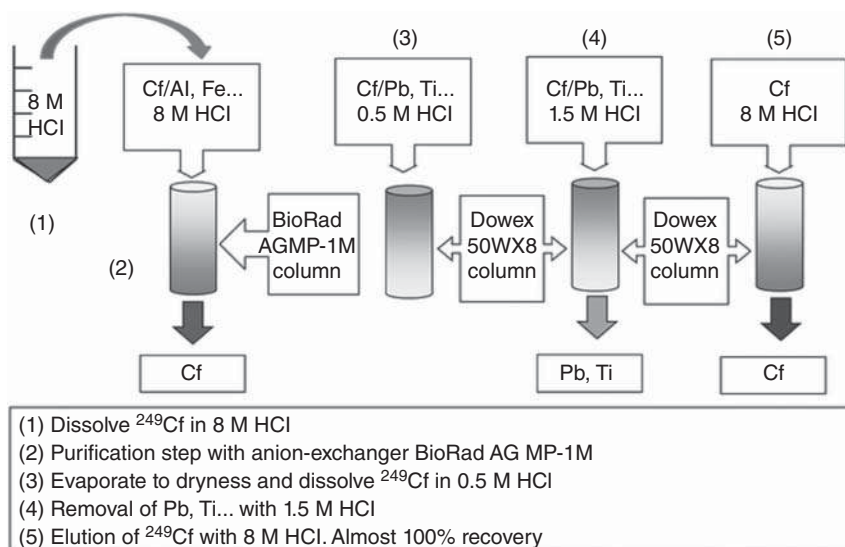 (3)
(4)
(5)
8 M
HCl
Cf/Al, Fe...
8 M HCl
Cf/Pb, Ti...
0.5 M HCl
Cf/Pb, Ti...
1.5 M HCl
Cf
8 M HCl
(1)
(2)
BioRad
AGMP-1M
column
Dowex
50WX8
column
Dowex
50WX8
column
Cf
Pb, Ti
Cf
(1) Dissolve ²⁴⁹Cf in 8 M HCl
(2) Purification step with anion-exchanger BioRad AG MP-1M
(3) Evaporate to dryness and dissolve ²⁴⁹Cf in 0.5 M HCl
(4) Removal of Pb, Ti... with 1.5 M HCl
(5) Elution of ²⁴⁹Cf with 8 M HCl. Almost 100% recovery